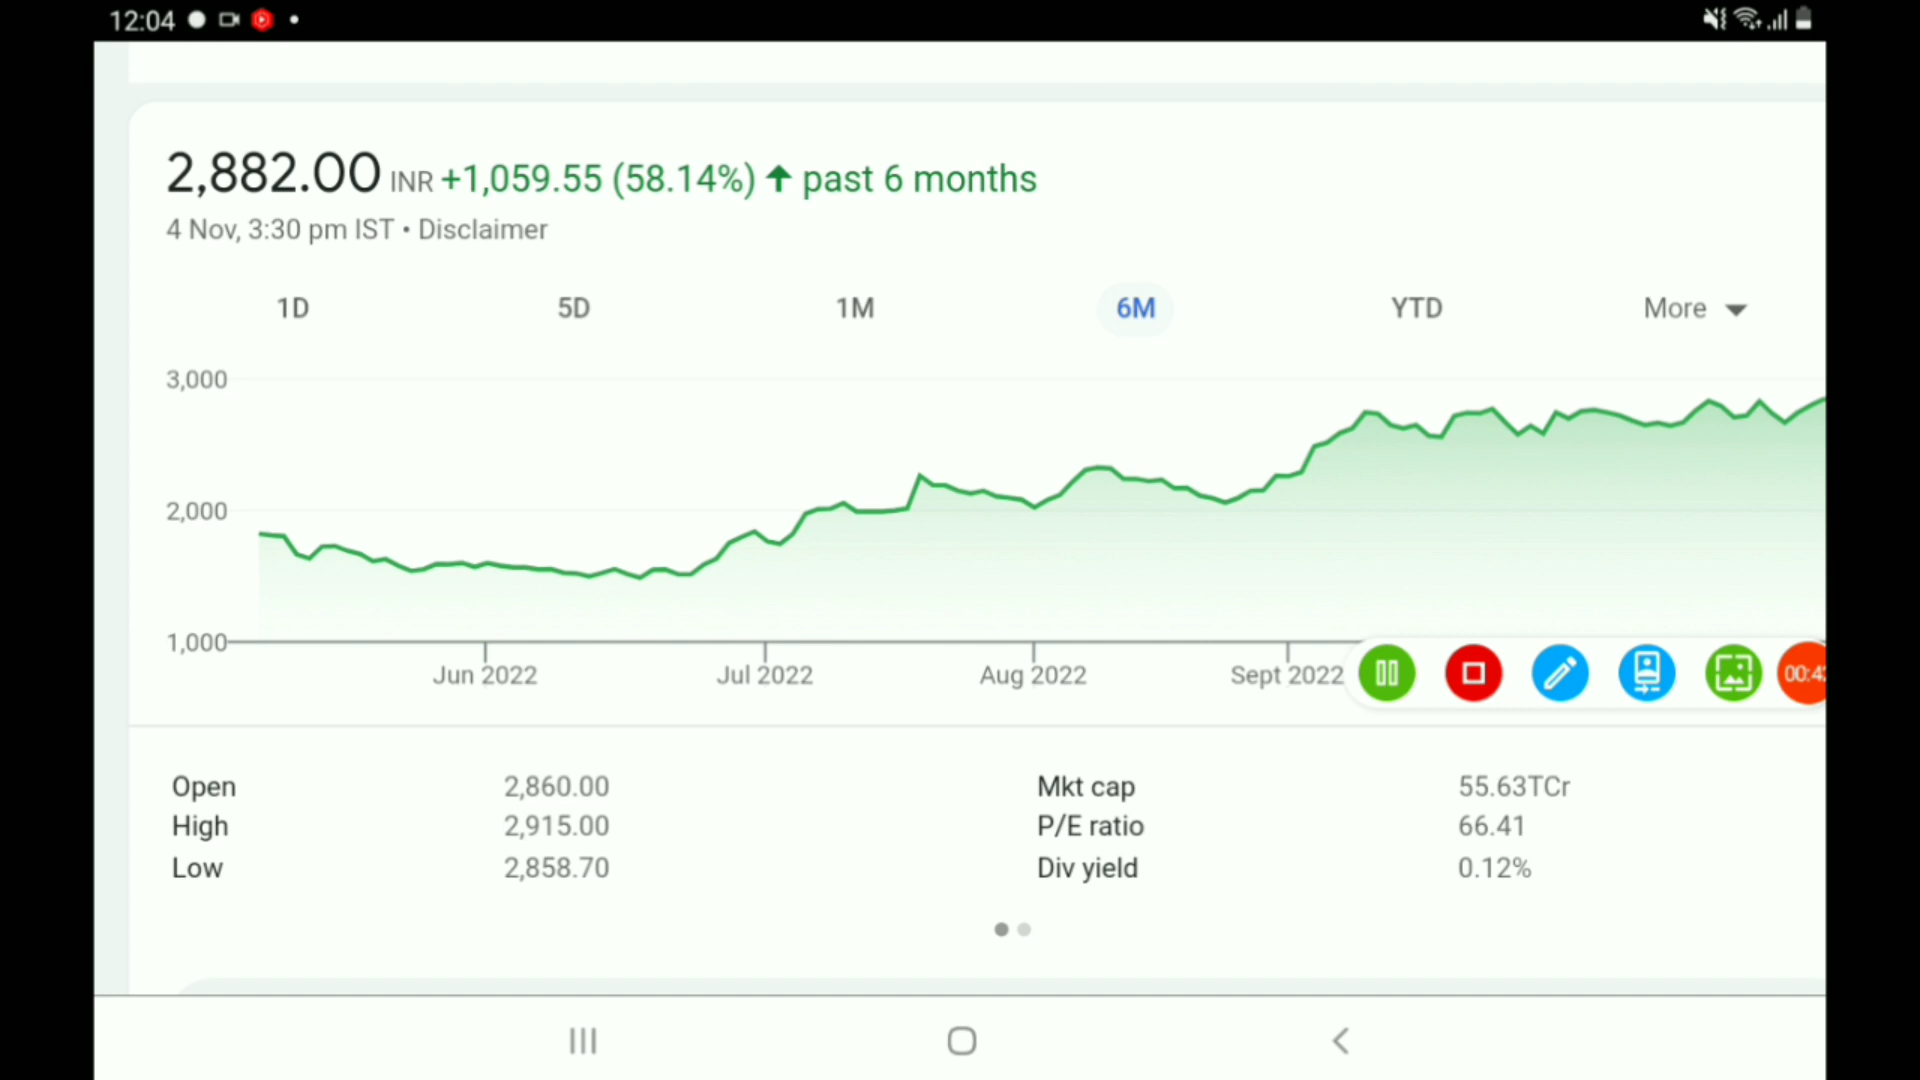 12:04
2,882.00 INR +1,059.55 (58.14%) ↑ past 6 months
4 Nov, 3:30 pm IST • Disclaimer
1D 5D 1M 6M YTD More
3,000
2,000
1,000
Jun 2022 Jul 2022 Aug 2022 Sept 2022
00:4
Open 2,860.00 Mkt cap 55.63TCr
High 2,915.00 P/E ratio 66.41
Low 2,858.70 Div yield 0.12%